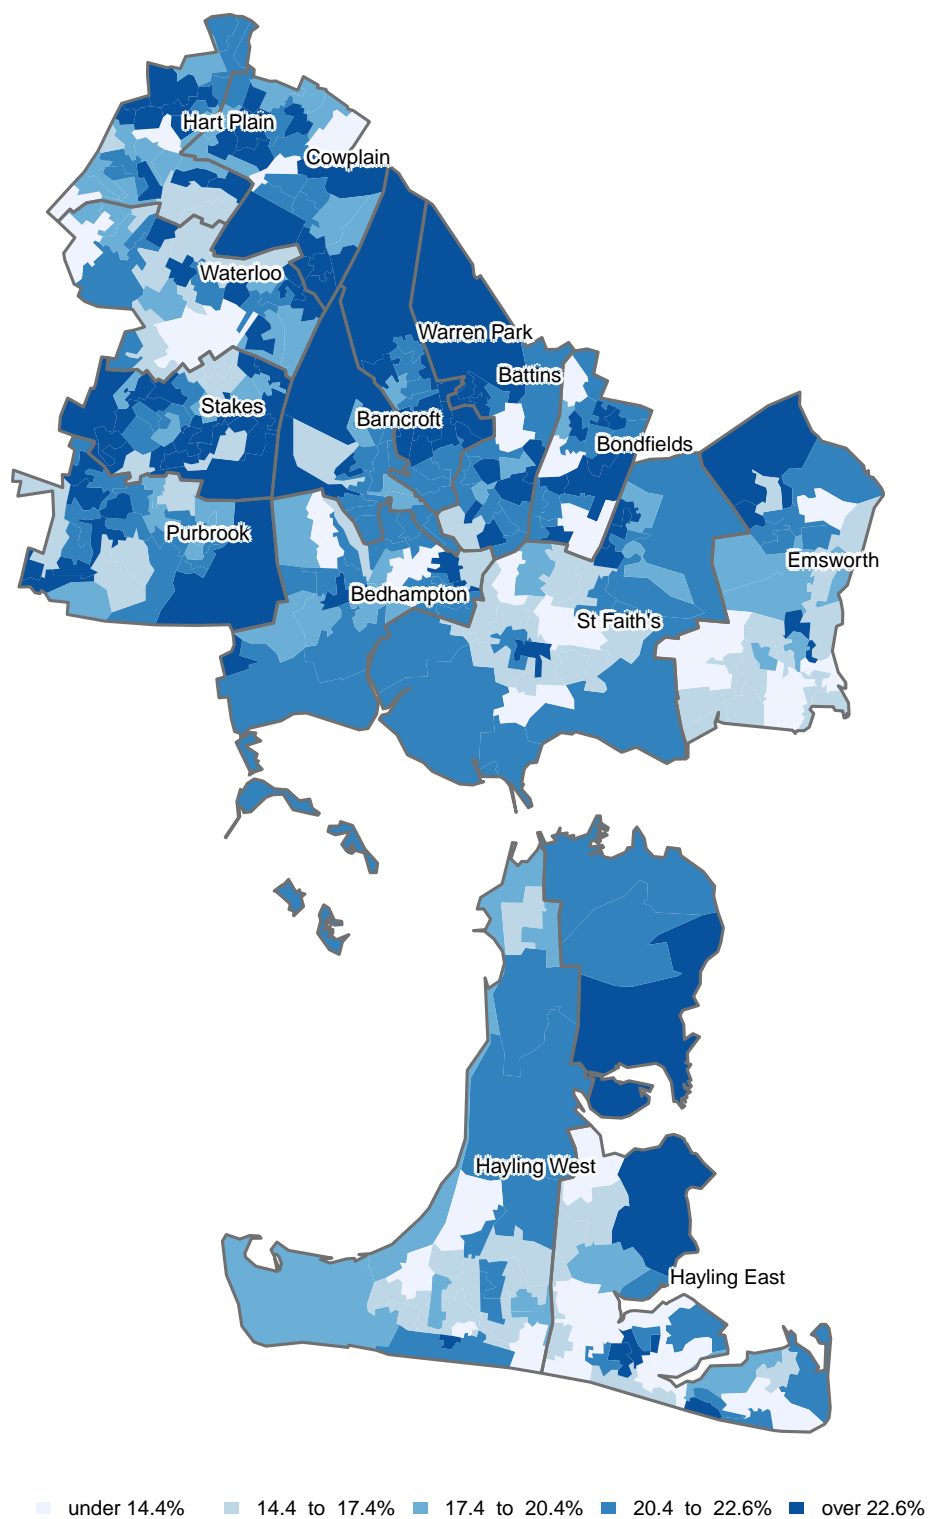 Hart Plain
Cowplain
Waterloo
Warren Park
Battins
Stakes
Barncroft
Bondfields
Purbrook
Emsworth
Bedhampton
St Faith's
Hayling West
Hayling East
under 14.4% 14.4 to 17.4% 17.4 to 20.4% 20.4 to 22.6% over 22.6%